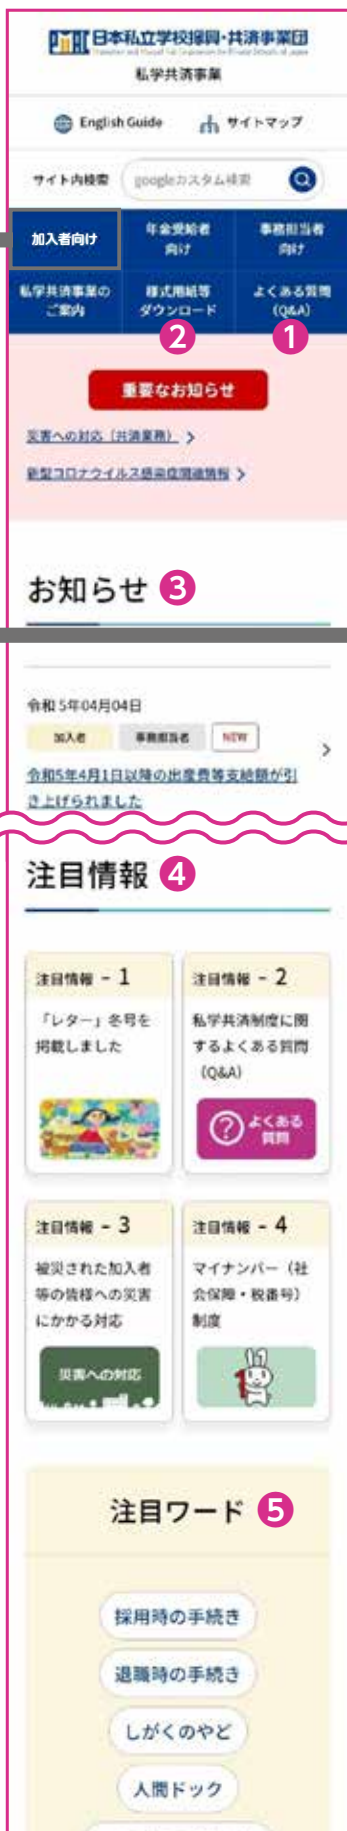 日本私立学校振興・共済事業団
私学共済事業
English Guide サイトマップ
サイト内検索 googleカスタム検索
加入者向け
年金受給者
向け
事務担当者
向け
私学共済事業の
ご案内
様式用紙等
ダウンロード
2
よくある質問
(Q&A)
1
重要なお知らせ
災害への対応（共済業務）
新型コロナウイルス感染症関連情報
お知らせ 3
令和5年04月04日
加入者 事務担当者 NEW
令和5年4月1日以降の出産費等支給額が引
き上げられました
注目情報 4
注目情報 - 1
「レター」冬号を
掲載しました
注目情報 - 2
私学共済制度に関
するよくある質問
（Q&A）
よくある
質問
注目情報 - 3
被災された加入者
等の皆様への災害
にかかる対応
災害への対応
注目情報 - 4
マイナンバー（社
会保障・税番号）
制度
注目ワード 5
採用時の手続き
退職時の手続き
しがくのやど
人間ドック